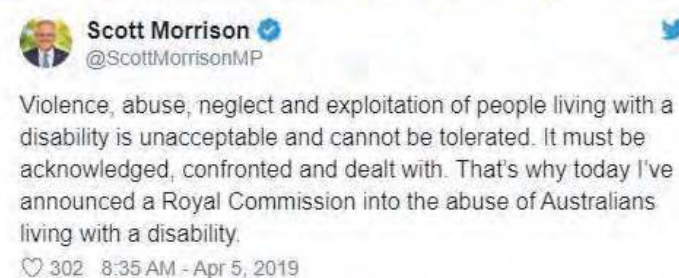 Scott Morrison
@ScottMorrisonMP
Violence, abuse, neglect and exploitation of people living with a
disability is unacceptable and cannot be tolerated. It must be
acknowledged, confronted and dealt with. That's why today I've
announced a Royal Commission into the abuse of Australians
living with a disability.
302 8:35 AM - Apr 5, 2019